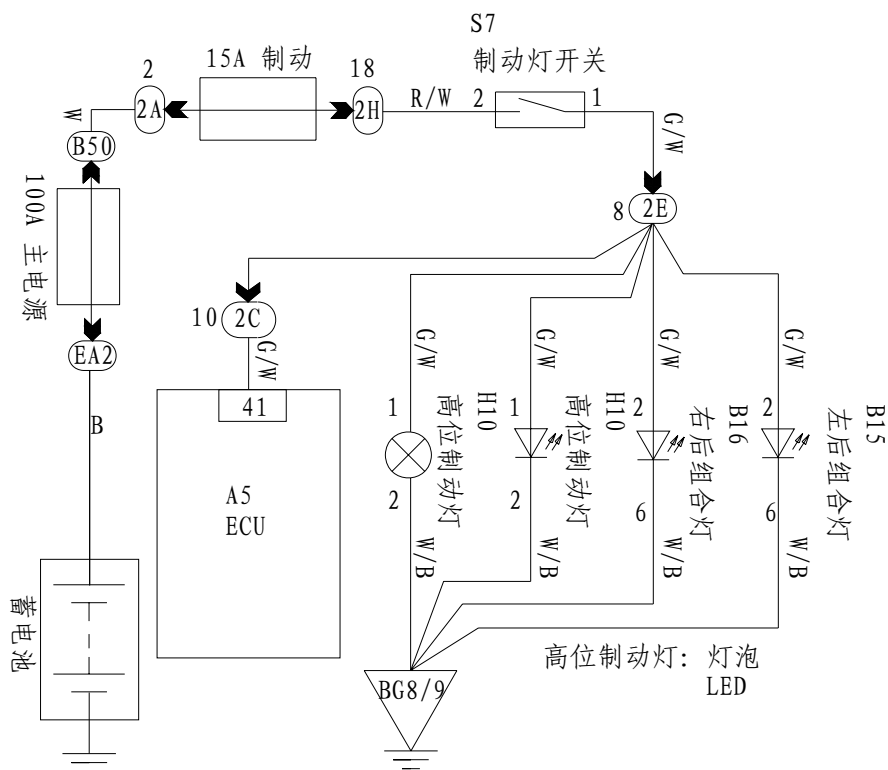 S7
制动灯开关
15A 制动
2
18
2A
2H
R/W
2
1
W
B50
G/W
100A 主电源
8
2E
10
2C
EA2
G/W
G/W
G/W
G/W
G/W
B
41
1
高位制动灯
H10
1
高位制动灯
H10
2
右后组合灯
B16
2
左后组合灯
B15
A5
ECU
2
2
6
6
W/B
W/B
W/B
W/B
蓄电池
高位制动灯: 灯泡
LED
BG8/9